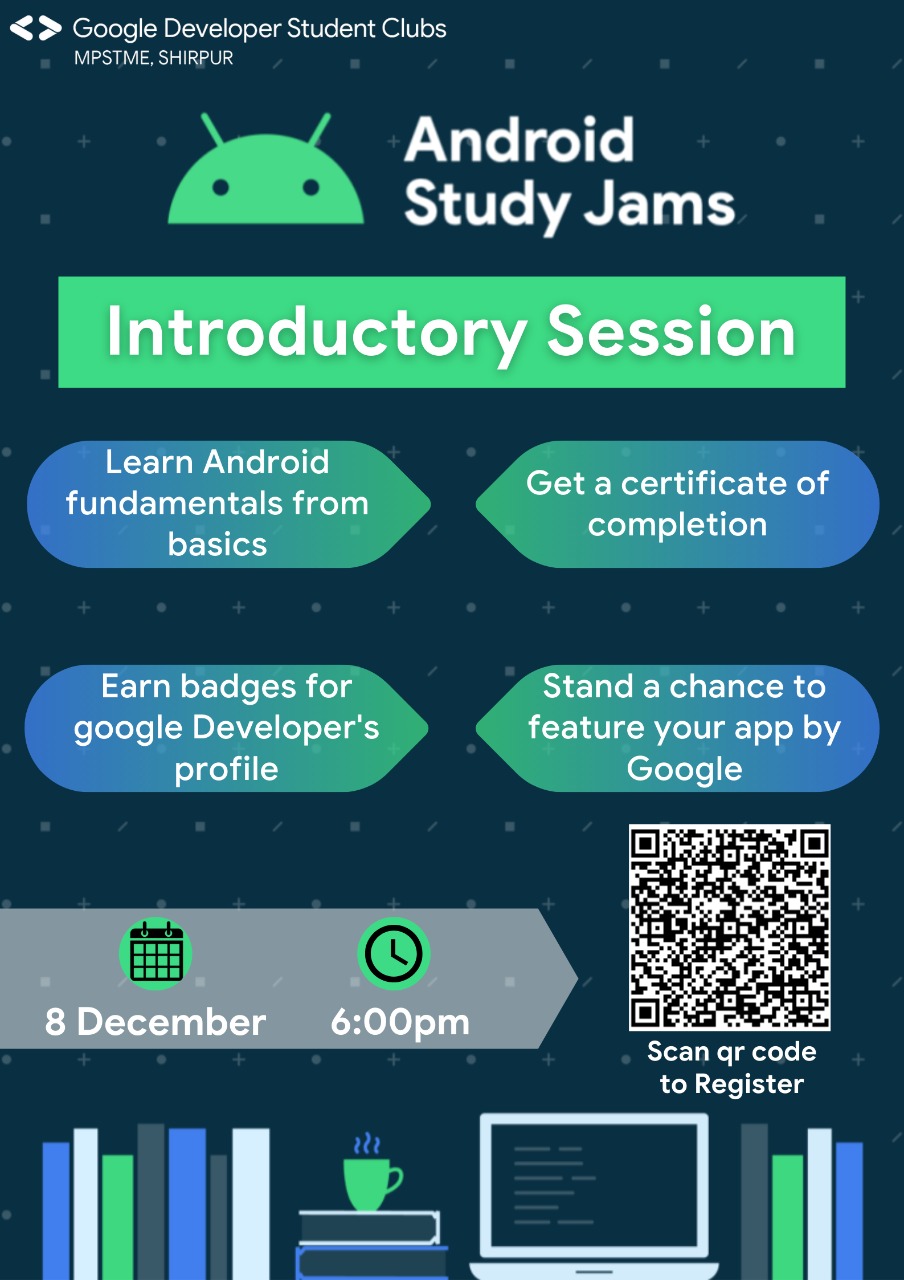 Google Developer Student Clubs
MPSTME, SHIRPUR
Android
Study Jams
Introductory Session
Learn Android
fundamentals from
basics
Get a certificate of
completion
Earn badges for
google Developer's
profile
Stand a chance to
feature your app by
Google
8 December
6:00pm
Scan qr code
to Register